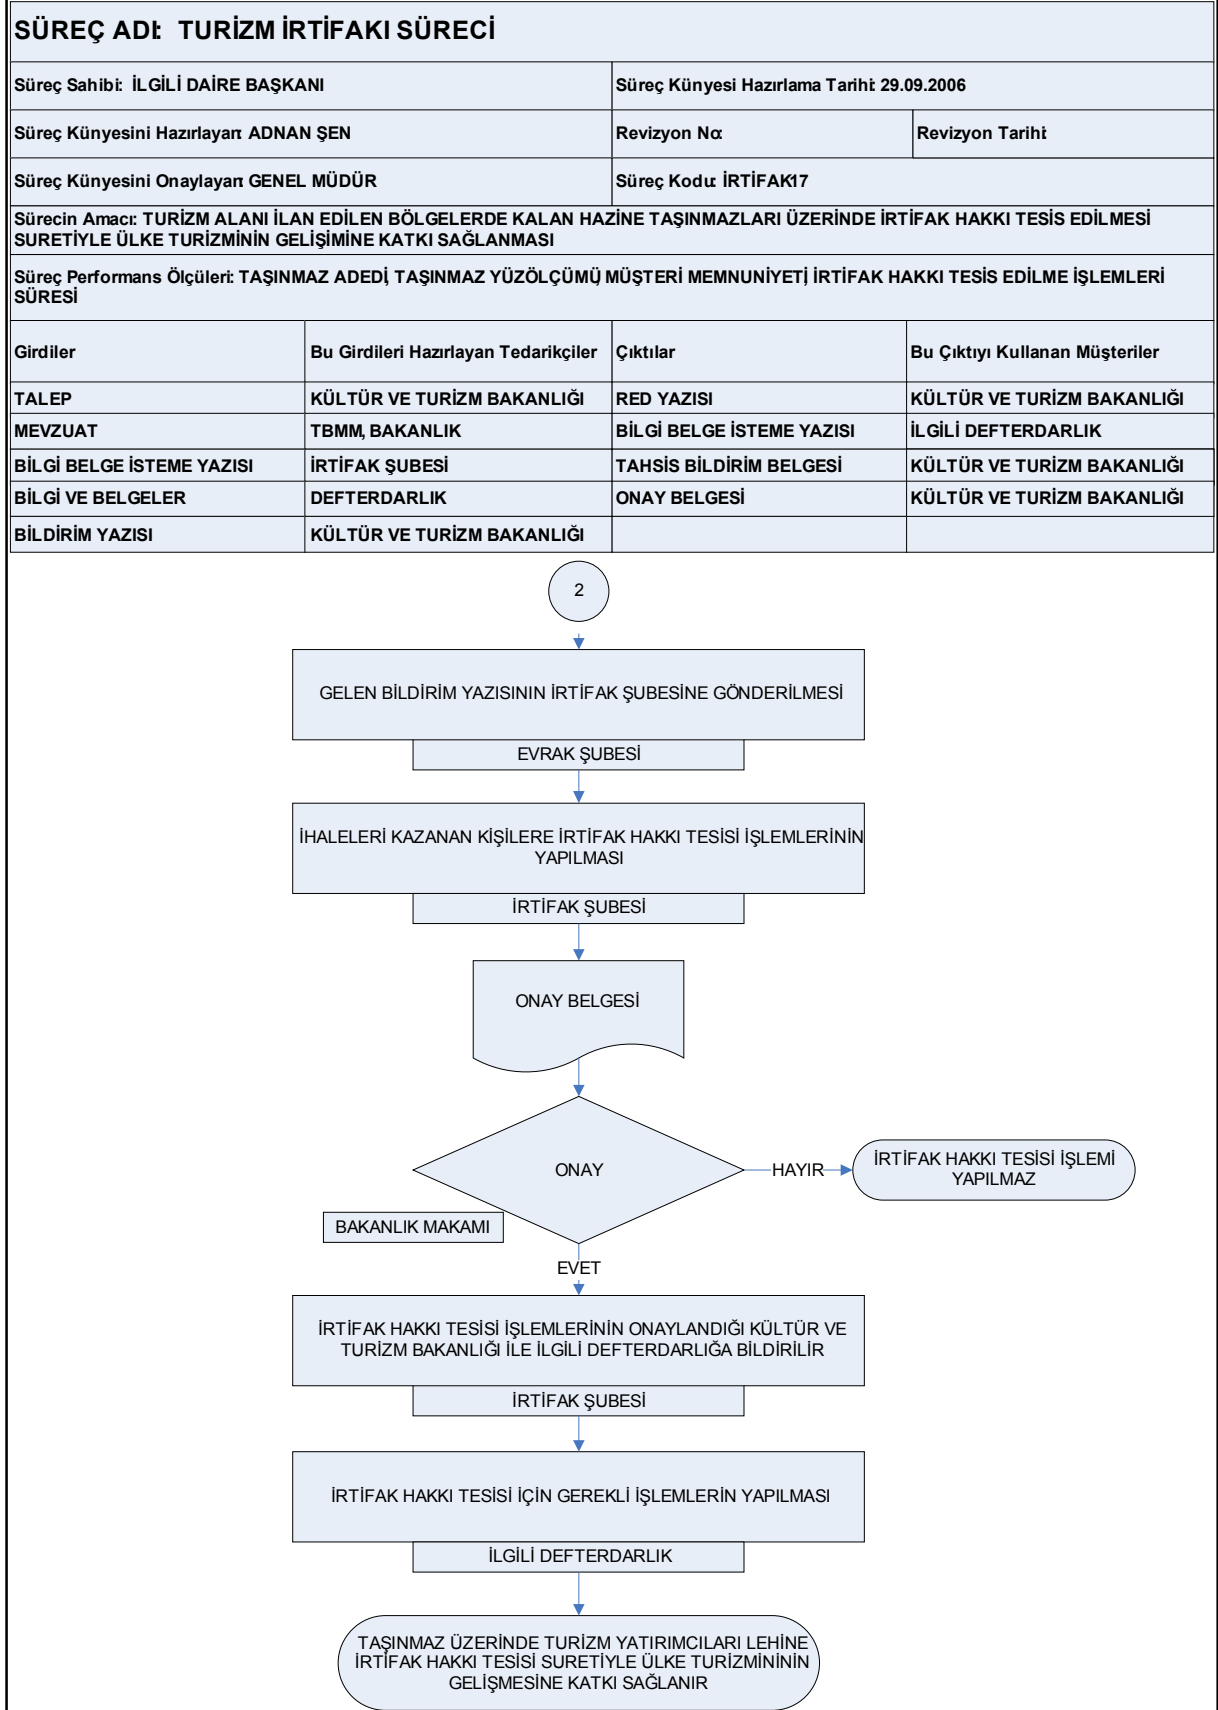 SÜREÇ ADI: TURİZM İRTİFAKI SÜRECİ
Süreç Sahibi: İLGİLİ DAİRE BAŞKANI
Süreç Künyesi Hazırlama Tarihi: 29.09.2006
Süreç Künyesini Hazırlayan: ADNAN ŞEN
Revizyon No:
Revizyon Tarihi:
Süreç Künyesini Onaylayan: GENEL MÜDÜR
Süreç Kodu: İRTİFAK17
Sürecin Amacı: TURİZM ALANI İLAN EDİLEN BÖLGELERDE KALAN HAZİNE TAŞINMAZLARI ÜZERİNDE İRTİFAK HAKKI TESİS EDİLMESİ
SURETİYLE ÜLKE TURİZMİNİN GELİŞİMİNE KATKI SAĞLANMASI
Süreç Performans Ölçüleri: TAŞINMAZ ADEDİ, TAŞINMAZ YÜZÖLÇÜMÜ, MÜŞTERİ MEMNUNİYETİ, İRTİFAK HAKKI TESİS EDİLME İŞLEMLERİ
SÜRESİ
Girdiler
Bu Girdileri Hazırlayan Tedarikçiler
Çıktılar
Bu Çıktıyı Kullanan Müşteriler
TALEP
KÜLTÜR VE TURİZM BAKANLIĞI
RED YAZISI
KÜLTÜR VE TURİZM BAKANLIĞI
MEVZUAT
TBMM, BAKANLIK
BİLGİ BELGE İSTEME YAZISI
İLGİLİ DEFTERDARLIK
BİLGİ BELGE İSTEME YAZISI
İRTİFAK ŞUBESİ
TAHSİS BİLDİRİM BELGESİ
KÜLTÜR VE TURİZM BAKANLIĞI
BİLGİ VE BELGELER
DEFTERDARLIK
ONAY BELGESİ
KÜLTÜR VE TURİZM BAKANLIĞI
BİLDİRİM YAZISI
KÜLTÜR VE TURİZM BAKANLIĞI
2
GELEN BİLDİRİM YAZISININ İRTİFAK ŞUBESİNE GÖNDERİLMESİ
EVRAK ŞUBESİ
İHALELERİ KAZANAN KİŞİLERE İRTİFAK HAKKI TESİSİ İŞLEMLERİNİN
YAPILMASI
İRTİFAK ŞUBESİ
ONAY BELGESİ
ONAY
HAYIR
İRTİFAK HAKKI TESİSİ İŞLEMİ
YAPILMAZ
BAKANLIK MAKAMI
EVET
İRTİFAK HAKKI TESİSİ İŞLEMLERİNİN ONAYLANDIĞI KÜLTÜR VE
TURİZM BAKANLIĞI İLE İLGİLİ DEFTERDARLIĞA BİLDİRİLİR
İRTİFAK ŞUBESİ
İRTİFAK HAKKI TESİSİ İÇİN GEREKLİ İŞLEMLERİN YAPILMASI
İLGİLİ DEFTERDARLIK
TAŞINMAZ ÜZERİNDE TURİZM YATIRIMCILARI LEHİNE
İRTİFAK HAKKI TESİSİ SURETİYLE ÜLKE TURİZMİNİNİN
GELİŞMESİNE KATKI SAĞLANIR